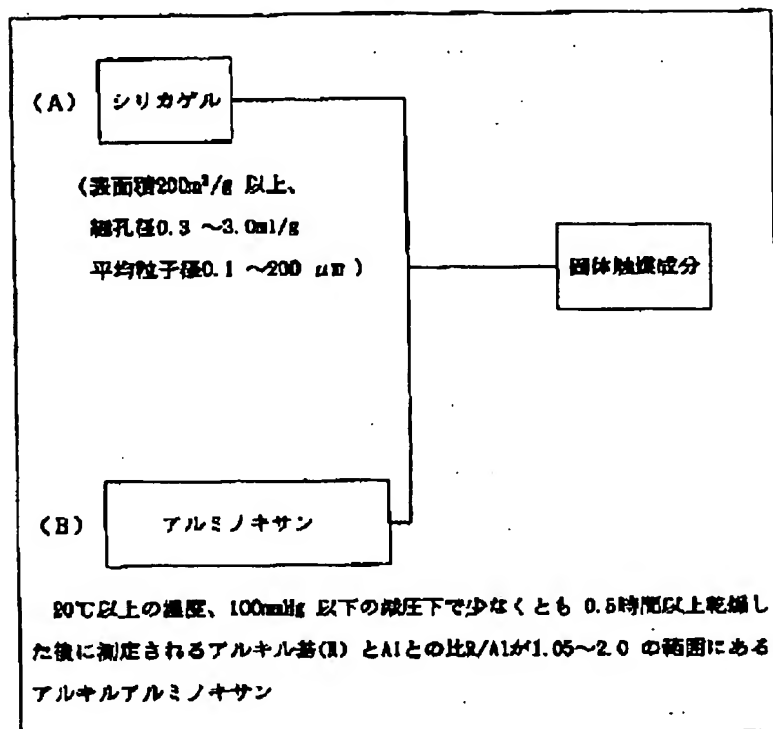 (A) シリカゲル
(表面積200m²/g 以上、
細孔径0.3 ~3.0ml/g
平均粒子径0.1 ~200 μm )
固体触媒成分
(B) アルミノキサン
20℃以上の温度、100mmHg 以下の減圧下で少なくとも 0.5時間以上乾燥し
た後に測定されるアルキル基(R) とAlとの比R/Alが1.05~2.0 の範囲にある
アルキルアルミノキサン